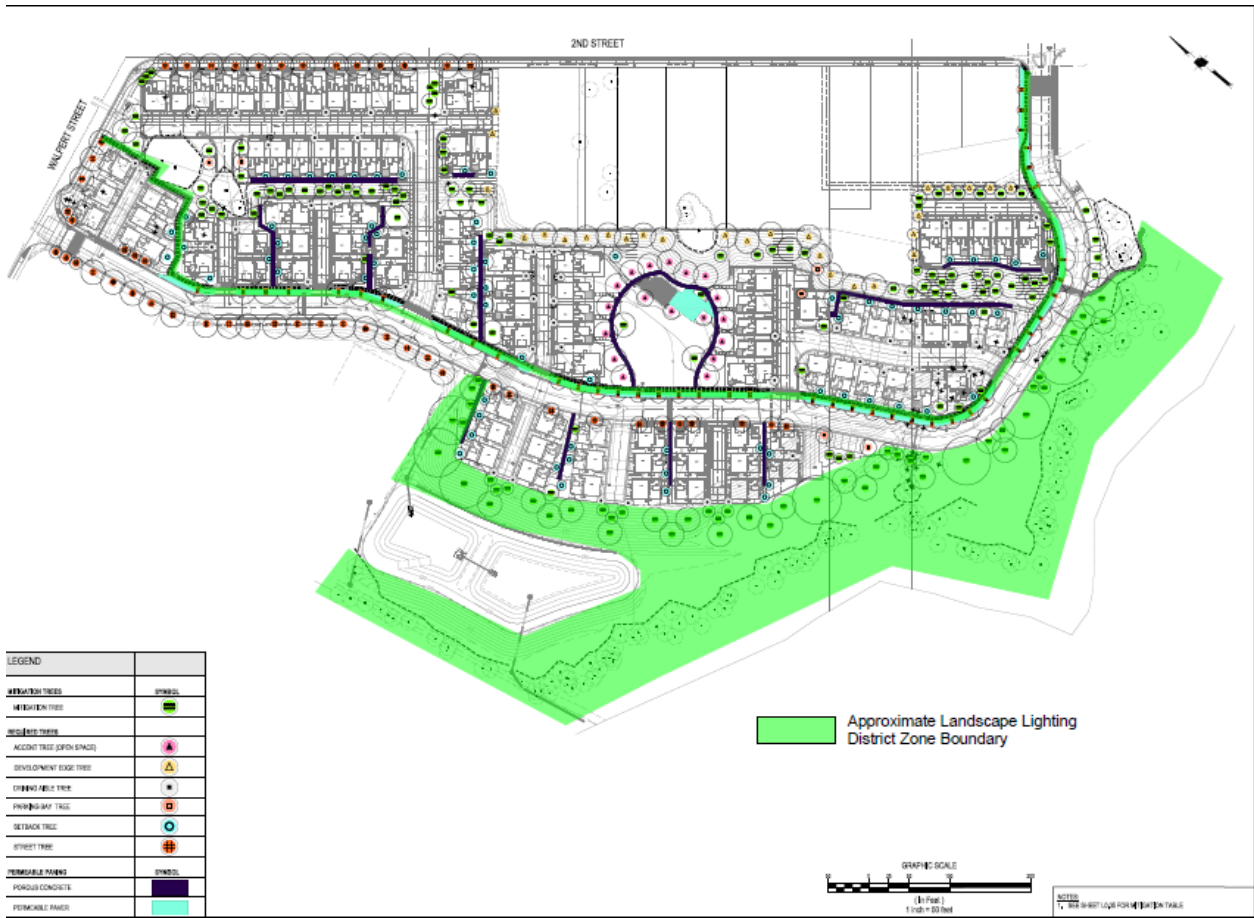 2ND STREET
WALPERT STREET
LEGEND
MITIGATION TREES SYMBOL
MITIGATION TREE
REQUIRED TREES
ACCENT TREE (OPEN SPACE)
DEVELOPMENT EDGE TREE
DRIVING AISLE TREE
PARKING BAY TREE
SETBACK TREE
STREET TREE
PERMEABLE PAVING SYMBOL
POROUS CONCRETE
PERMEABLE PAVER
Approximate Landscape Lighting
District Zone Boundary
GRAPHIC SCALE
( In Feet )
1 inch = 50 feet
NOTES